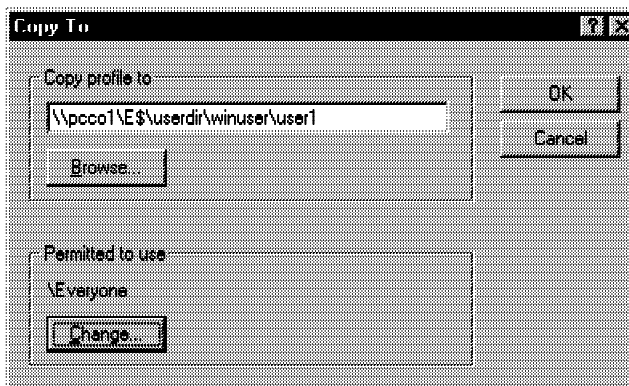 Copy To
Copy profile to
\\pcco1\E$\userdir\winuser\user1
OK
Cancel
Browse...
Permitted to use
\Everyone
Change...